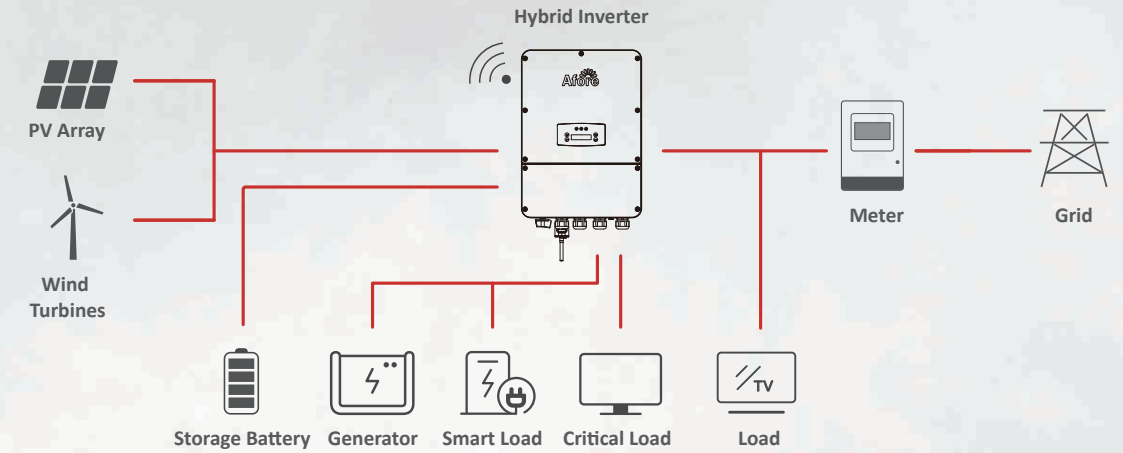 Hybrid Inverter
Afore
PV Array
Wind
Turbines
Meter
Grid
TV
Storage Battery
Generator
Smart Load
Critical Load
Load